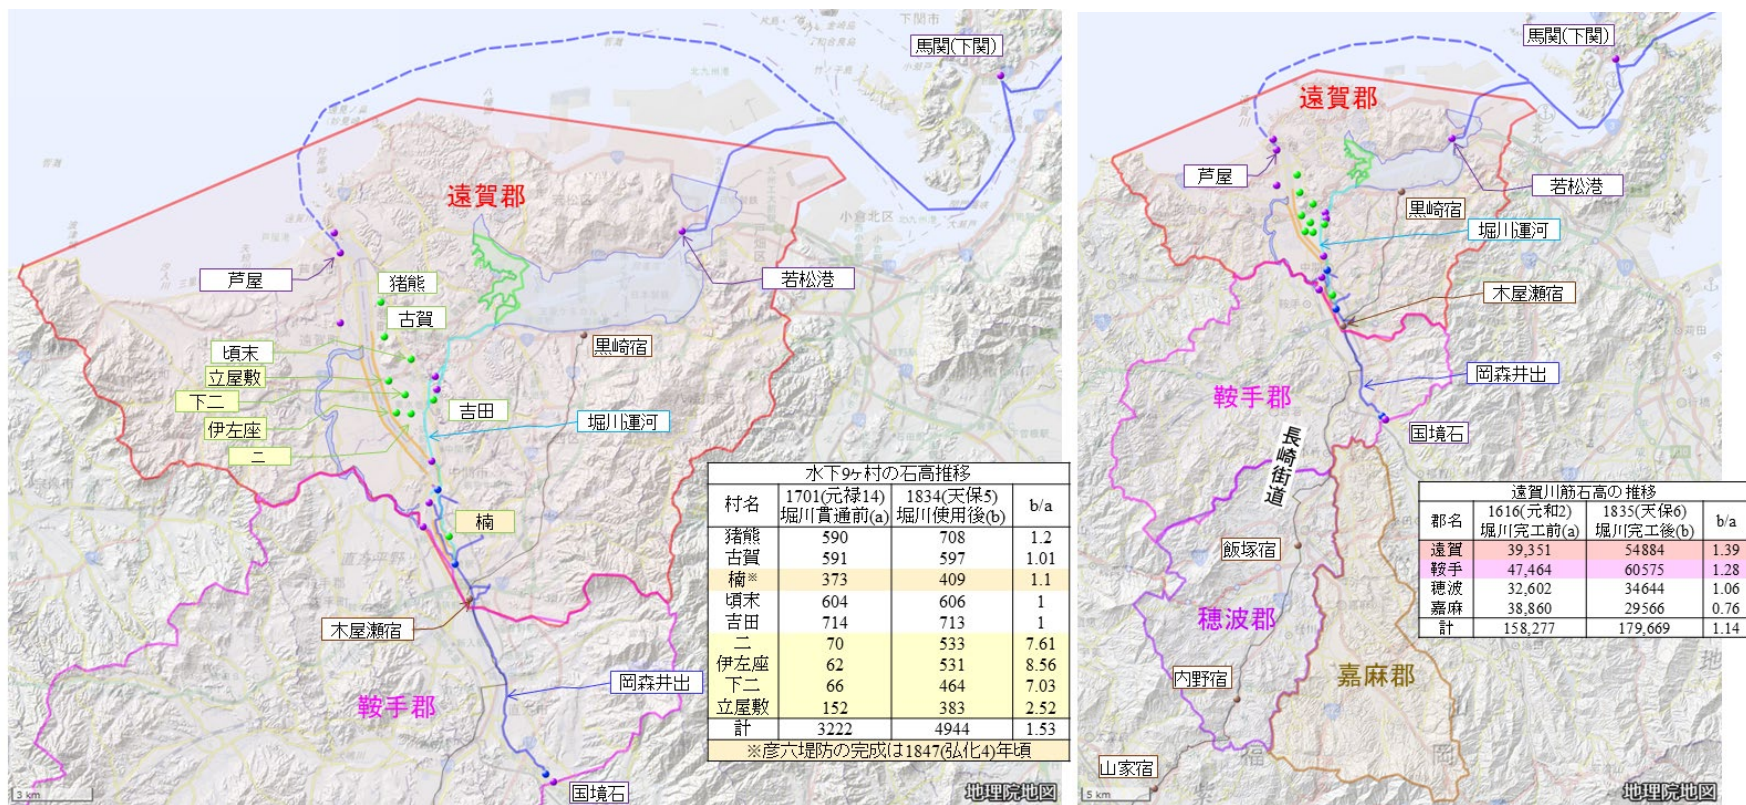 馬関(下関)
遠賀郡
芦屋
若松港
猪熊
古賀
黒崎宿
頃末
立屋敷
下二
吉田
堀川運河
伊左座
二
楠
木屋瀬宿
岡森井出
鞍手郡
国境石
3 km
地理院地図
水下9ヶ村の石高推移
村名 1701(元禄14)堀川貫通前(a) 1834(天保5)堀川使用後(b) b/a
猪熊 590 708 1.2
古賀 591 597 1.01
楠※ 373 409 1.1
頃末 604 606 1
吉田 714 713 1
二 70 533 7.61
伊左座 62 531 8.56
下二 66 464 7.03
立屋敷 152 383 2.52
計 3222 4944 1.53
※彦六堤防の完成は1847(弘化4)年頃
馬関(下関)
遠賀郡
芦屋
若松港
黒崎宿
堀川運河
木屋瀬宿
岡森井出
鞍手郡
国境石
長崎街道
飯塚宿
穂波郡
内野宿
嘉麻郡
山家宿
5 km
地理院地図
遠賀川筋石高の推移
郡名 1616(元和2)堀川完工前(a) 1835(天保6)堀川完工後(b) b/a
遠賀 39,351 54884 1.39
鞍手 47,464 60575 1.28
穂波 32,602 34644 1.06
嘉麻 38,860 29566 0.76
計 158,277 179,669 1.14